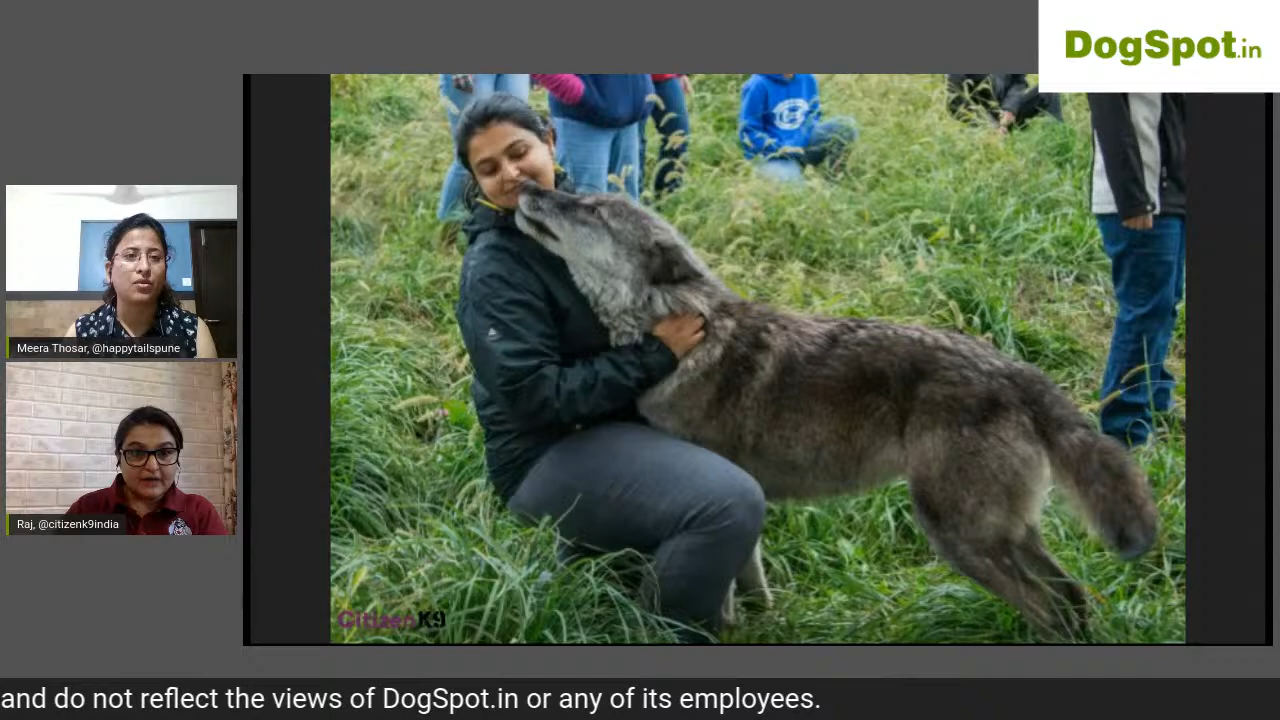 DogSpot.in
Meera Thosar, @happytailspune
Raj, @citizenk9india
CitizenK9
and do not reflect the views of DogSpot.in or any of its employees.